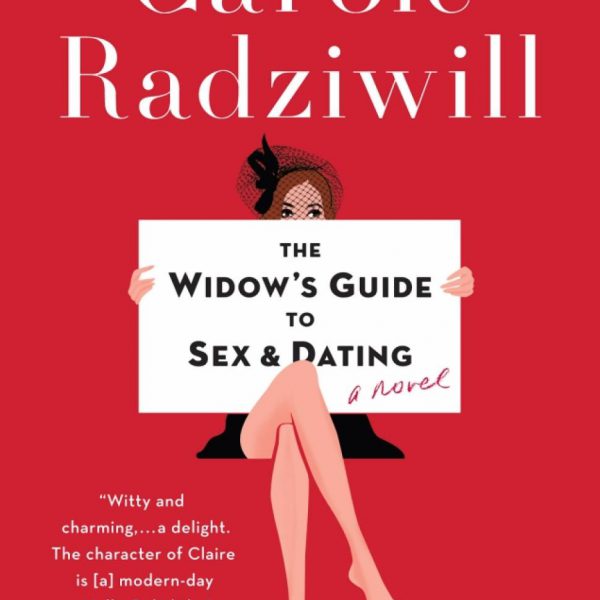 Carole
Radziwill
THE
WIDOW'S GUIDE
TO
SEX & DATING
a novel
"Witty and
charming,...a delight.
The character of Claire
is [a] modern-day